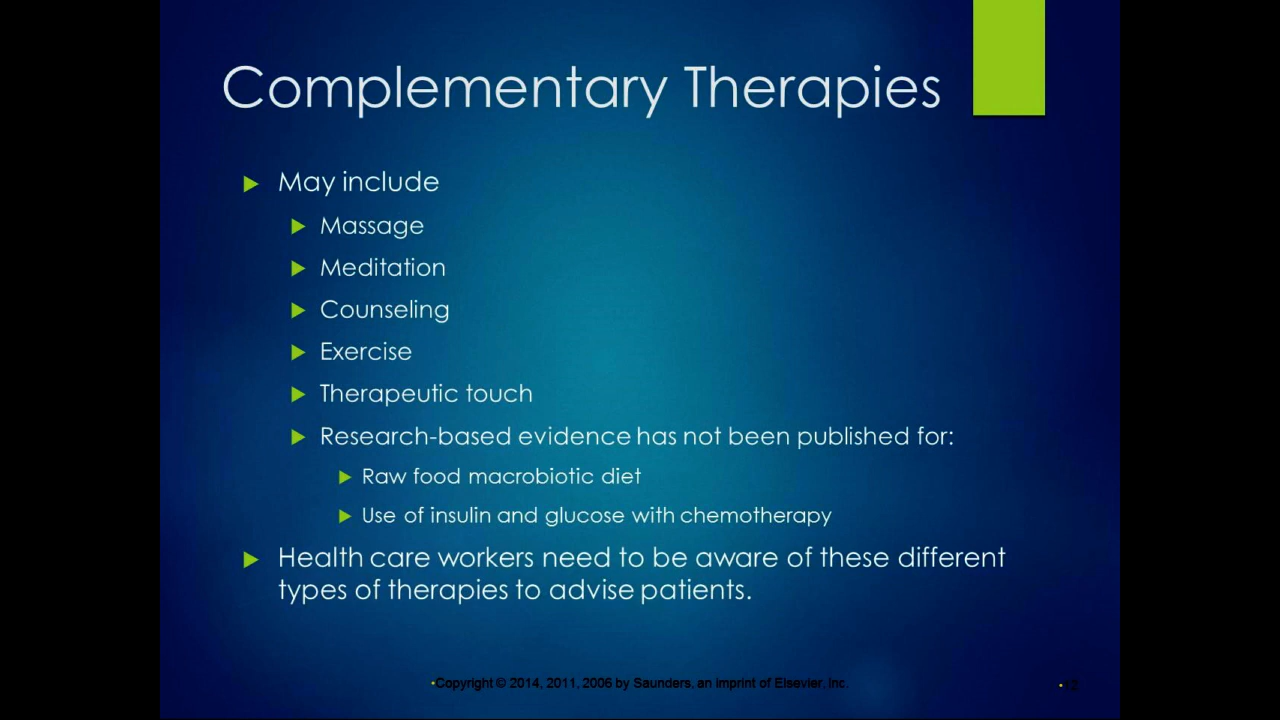 Complementary Therapies
May include
Massage
Meditation
Counseling
Exercise
Therapeutic touch
Research-based evidence has not been published for:
Raw food macrobiotic diet
Use of insulin and glucose with chemotherapy
Health care workers need to be aware of these different
types of therapies to advise patients.
•Copyright © 2014, 2011, 2006 by Saunders, an imprint of Elsevier, Inc.